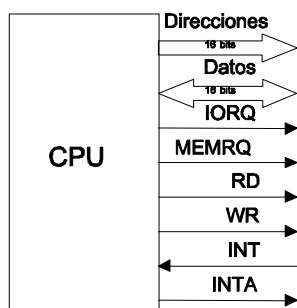 Direcciones
16 bits
Datos
16 bits
IORQ
CPU
MEMRQ
RD
WR
INT
INTA